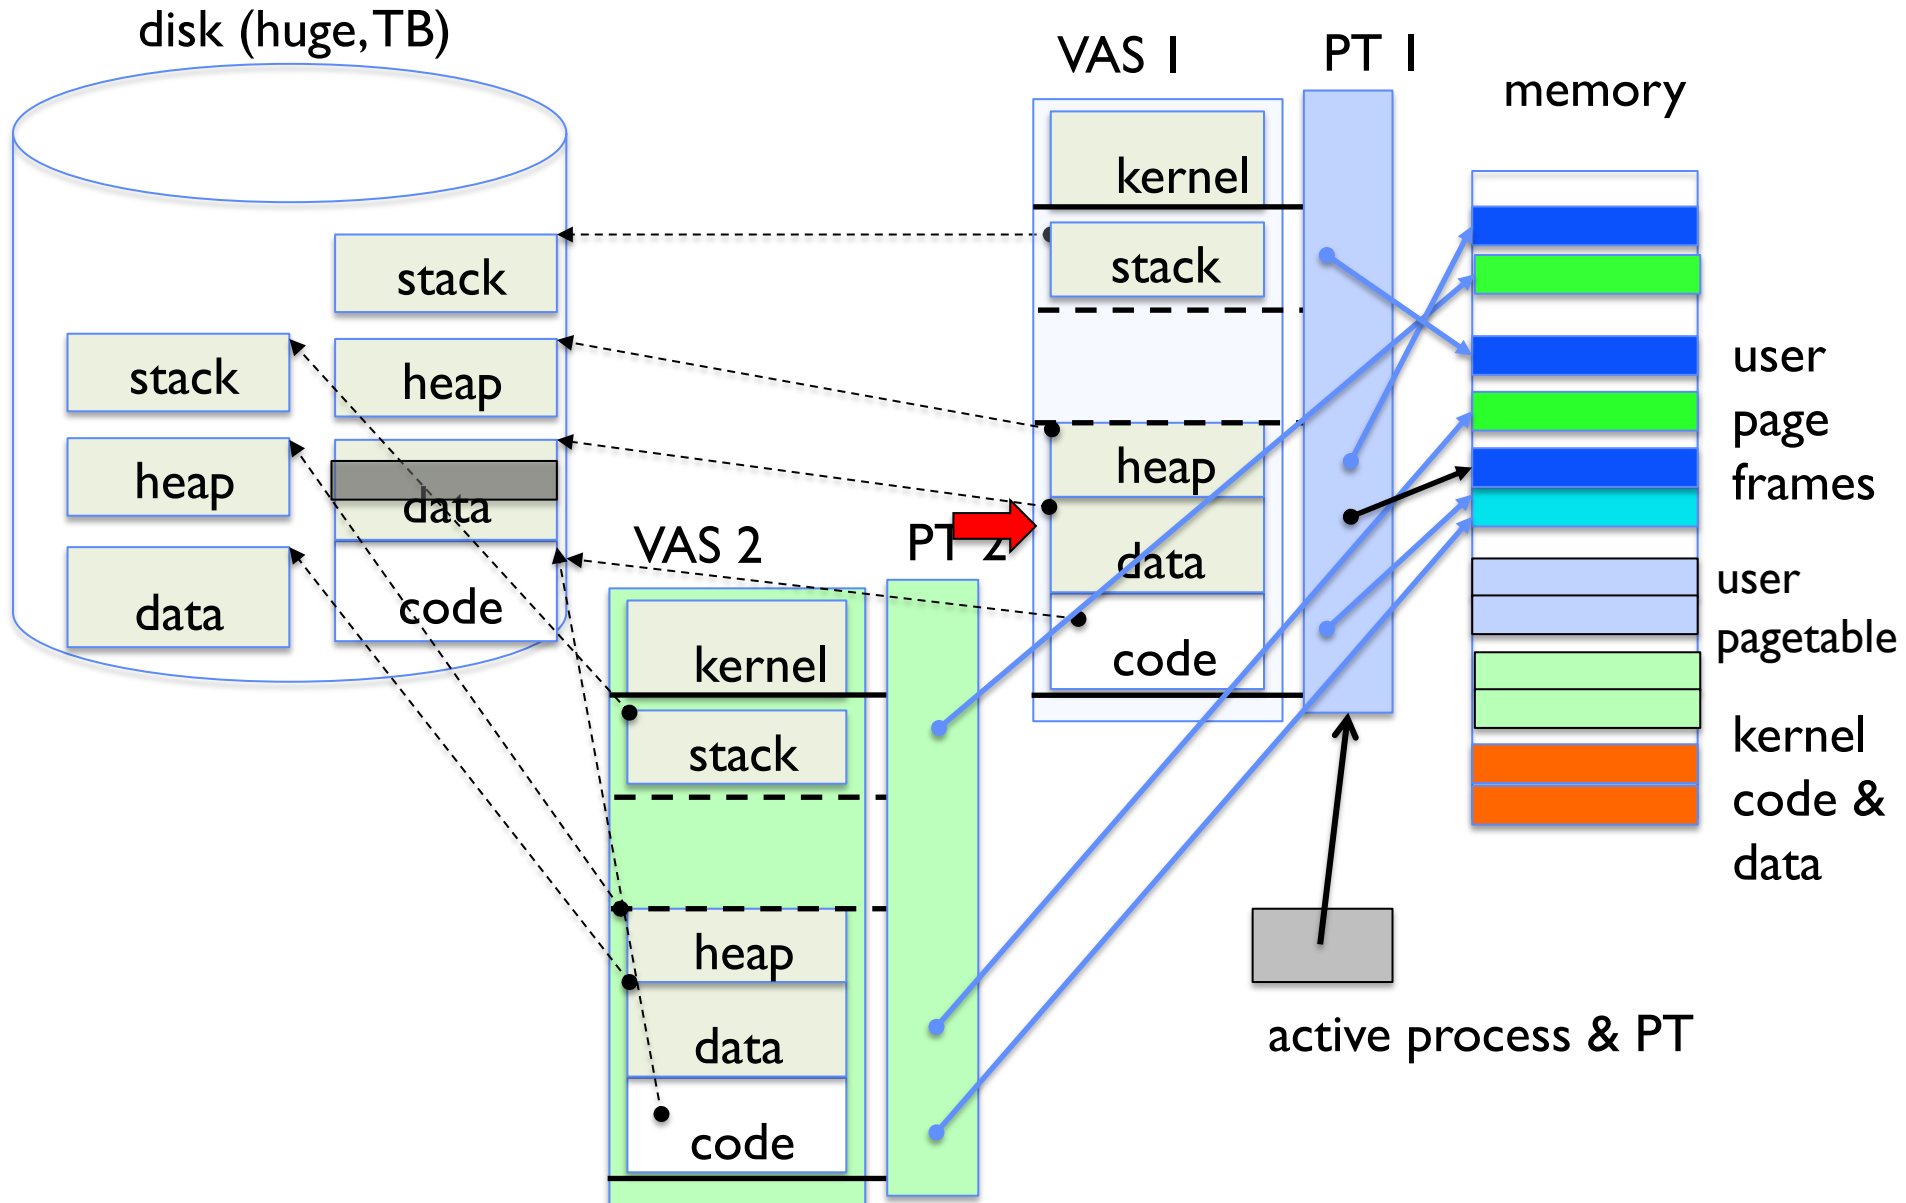 disk (huge, TB)
VAS 1
PT 1
memory
kernel
stack
heap
data
code
stack
heap
data
code
stack
heap
data
VAS 2
PT 2
kernel
stack
heap
data
code
user
page
frames
user
pagetable
kernel
code &
data
active process & PT